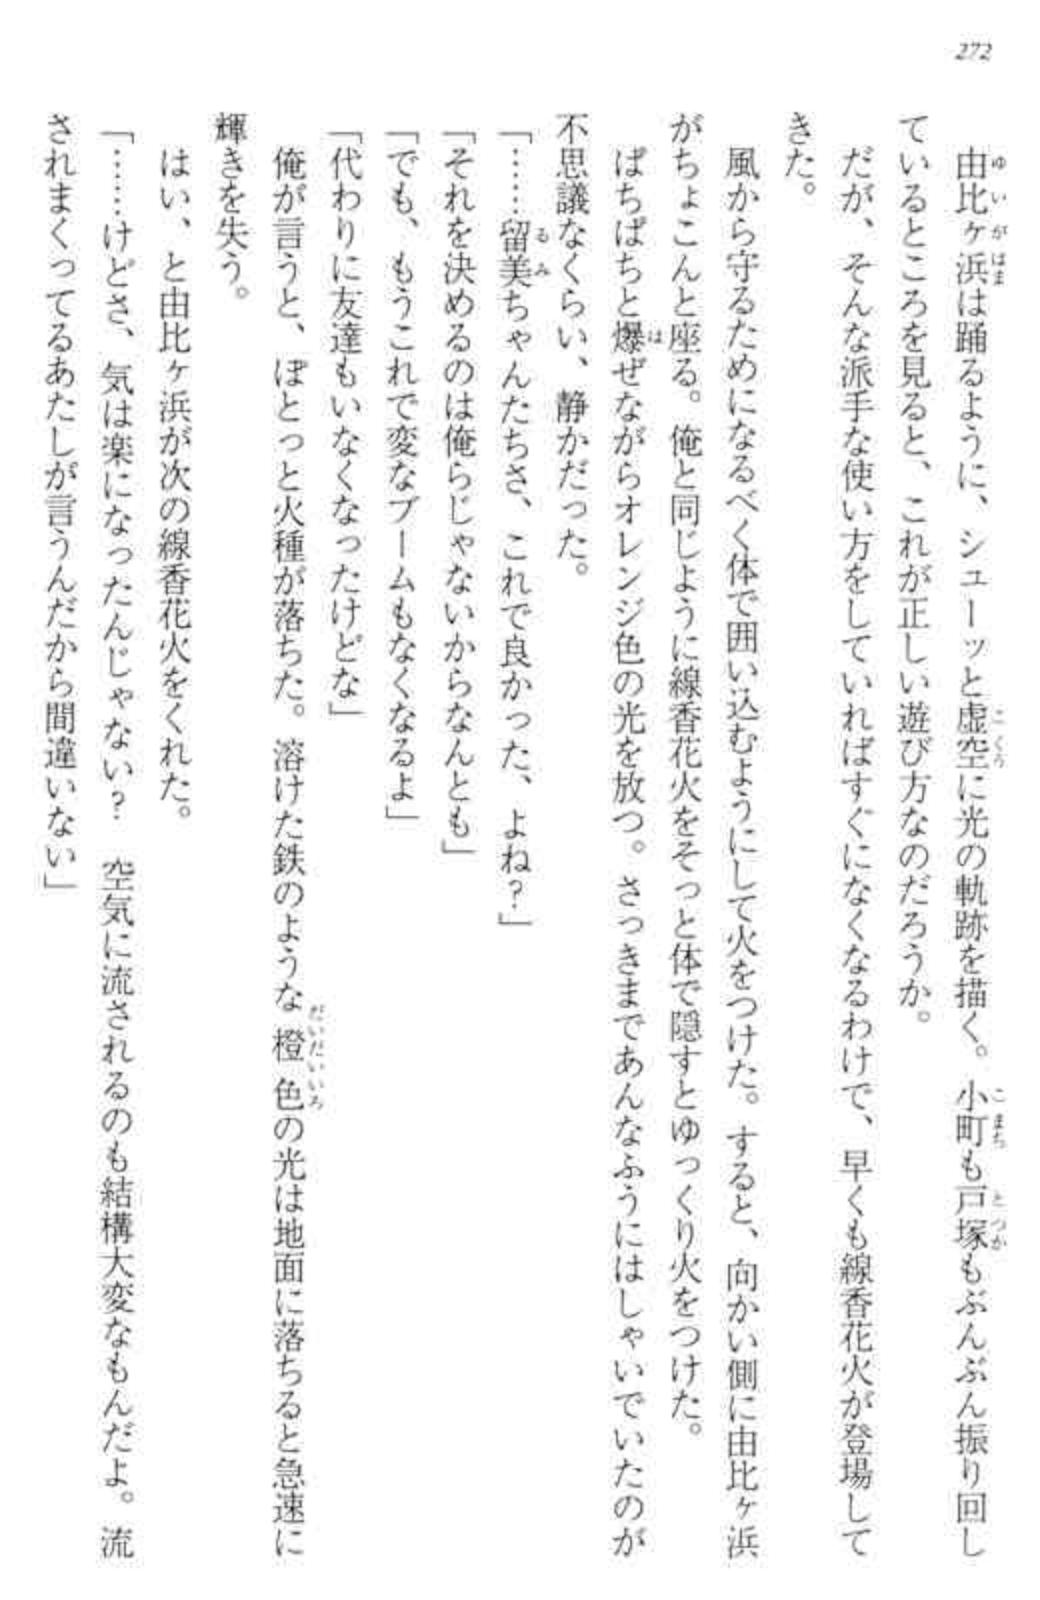 272
由比ヶ浜は踊るように、シューッと虚空に光の軌跡を描く。小町も戸塚もぶんぶん振り回し
ているところを見ると、これが正しい遊び方なのだろうか。
だが、そんな派手な使い方をしていればすぐになくなるわけで、早くも線香花火が登場して
きた。
風から守るためになるべく体で囲い込むようにして火をつけた。すると、向かい側に由比ヶ浜
がちょこんと座る。俺と同じように線香花火をそっと体で隠すとゆっくり火をつけた。
ぱちぱちと爆ぜながらオレンジ色の光を放つ。さっきまであんなふうにはしゃいでいたのが
不思議なくらい、静かだった。
「……留美ちゃんたちさ、これで良かった、よね？」
「それを決めるのは俺らじゃないからなんとも」
「でも、もうこれで変なブームもなくなるよ」
「代わりに友達もいなくなったけどな」
俺が言うと、ぽとっと火種が落ちた。溶けた鉄のような橙色の光は地面に落ちると急速に
輝きを失う。
はい、と由比ヶ浜が次の線香花火をくれた。
「……けどさ、気は楽になったんじゃない？　空気に流されるのも結構大変なもんだよ。流
されまくってるあたしが言うんだから間違いない」